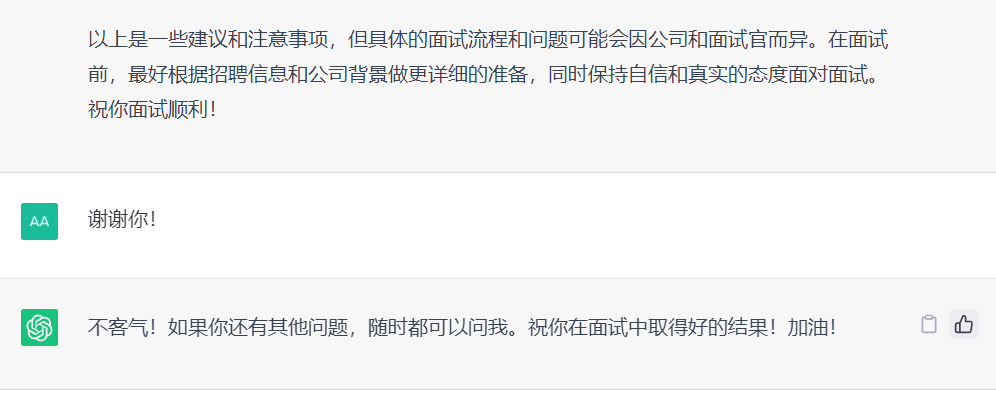 以上是一些建议和注意事项，但具体的面试流程和问题可能会因公司和面试官而异。在面试
前，最好根据招聘信息和公司背景做更详细的准备，同时保持自信和真实的态度面对面试。
祝你面试顺利！
AA
谢谢你！
不客气！如果你还有其他问题，随时都可以问我。祝你在面试中取得好的结果！加油！